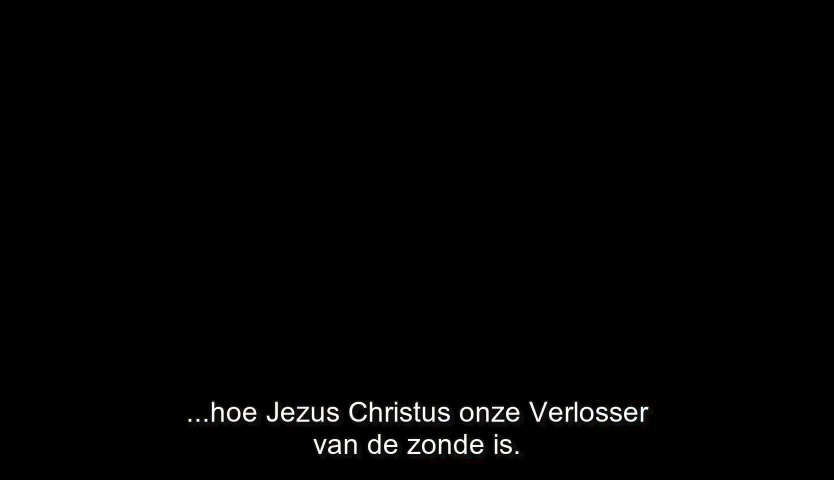 ...hoe Jezus Christus onze Verlosser
van de zonde is.